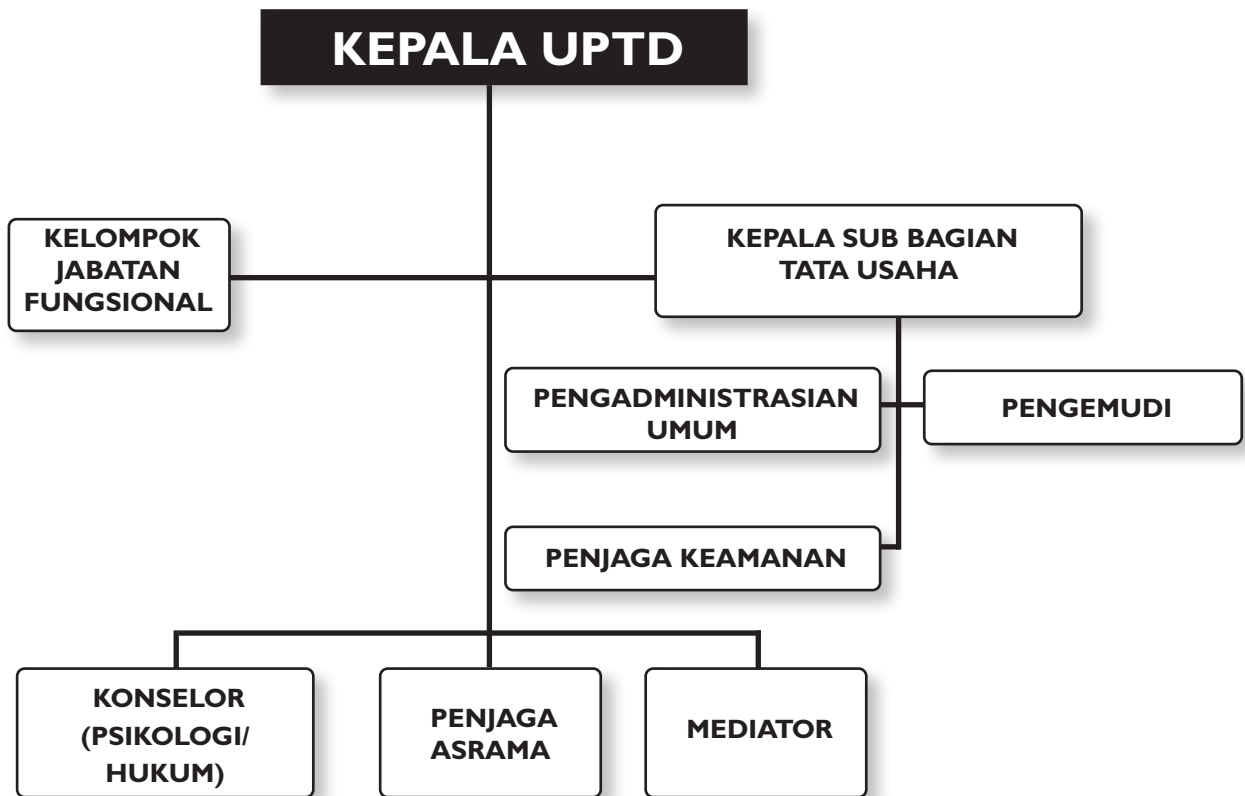 KEPALA UPTD
KELOMPOK
JABATAN
FUNGSIONAL
KEPALA SUB BAGIAN
TATA USAHA
PENGADMINISTRASIAN
UMUM
PENGEMUDI
PENJAGA KEAMANAN
KONSELOR
(PSIKOLOGI/
HUKUM)
PENJAGA
ASRAMA
MEDIATOR